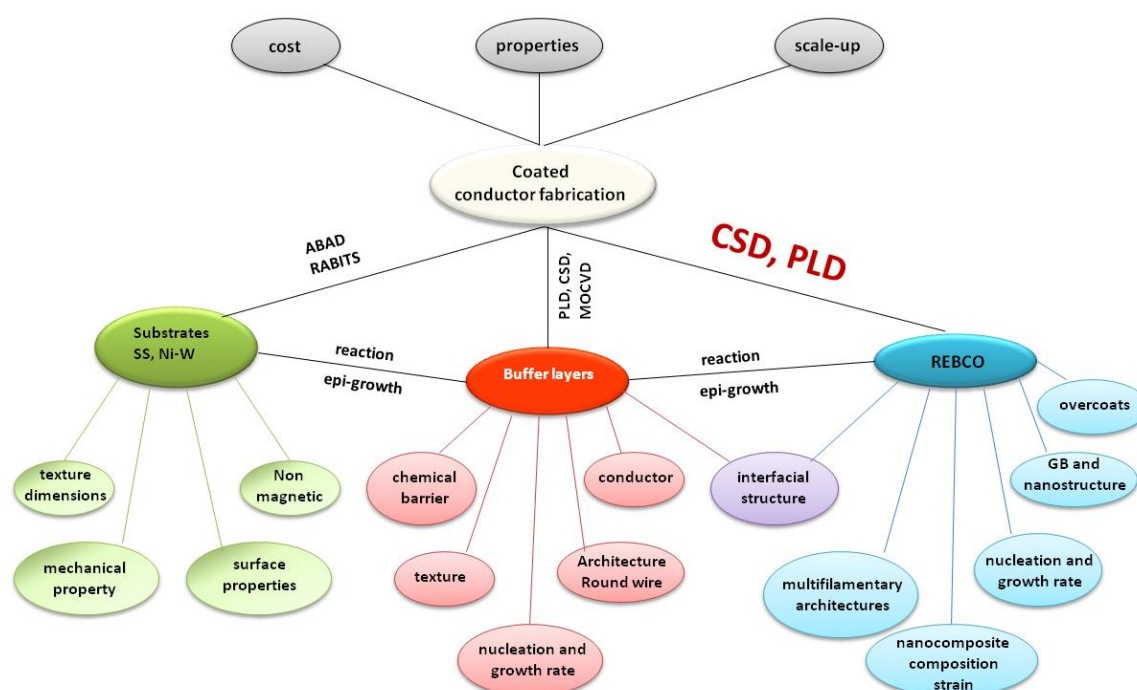 cost
properties
scale-up
Coated
conductor fabrication
ABAD
RABITS
PLD, CSD,
MOCVD
CSD, PLD
Substrates
SS, Ni-W
reaction
epi-growth
Buffer layers
reaction
epi-growth
REBCO
overcoats
texture
dimensions
Non
magnetic
chemical
barrier
conductor
interfacial
structure
GB and
nanostructure
mechanical
property
surface
properties
texture
Architecture
Round wire
multifilamentary
architectures
nucleation and
growth rate
nucleation and
growth rate
nanocomposite
composition
strain